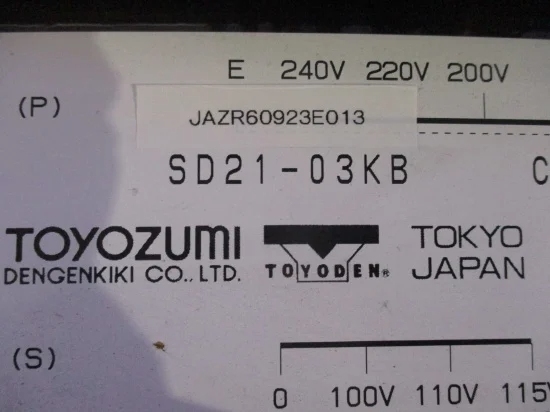 E 240V 220V 200V
(P)
JAZR60923E013
SD21-03KB C
TOYOZUMI
DENGENKIKI CO., LTD.
TOYODEN®
TOKYO
JAPAN
(S)
0 100V 110V 115V